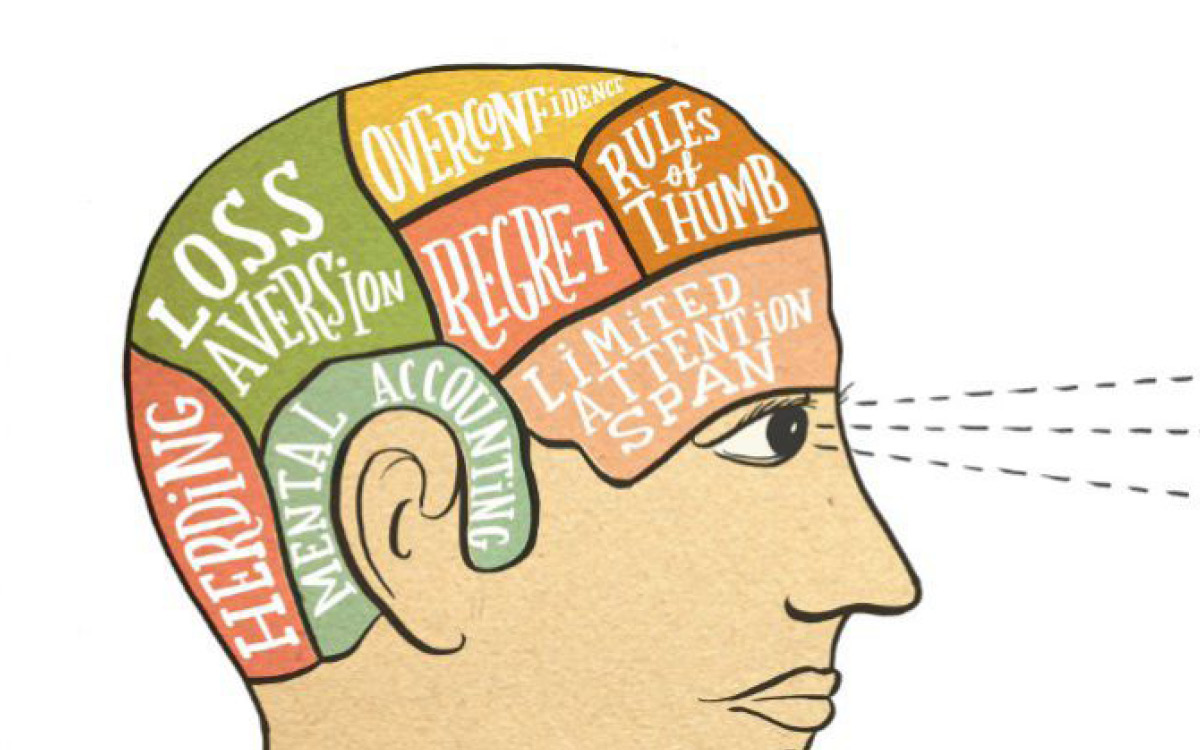 OVERCONFiDENCE
RULES
of
THUMB
LOSS
AVERSiON
REGRET
LiMiTED
ATTENTiON
SPAN
MENTAL ACCOUNTiNG
HERDiNG